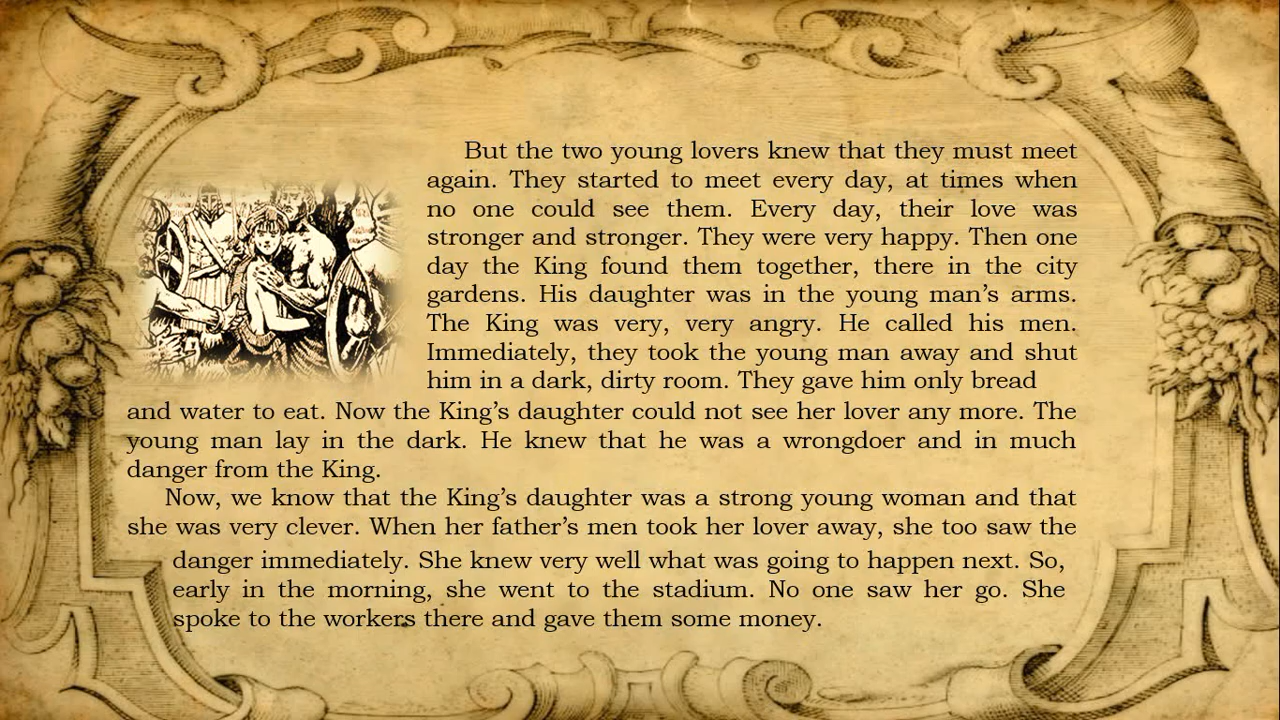 But the two young lovers knew that they must meet
again. They started to meet every day, at times when
no one could see them. Every day, their love was
stronger and stronger. They were very happy. Then one
day the King found them together, there in the city
gardens. His daughter was in the young man’s arms.
The King was very, very angry. He called his men.
Immediately, they took the young man away and shut
him in a dark, dirty room. They gave him only bread
and water to eat. Now the King’s daughter could not see her lover any more. The
young man lay in the dark. He knew that he was a wrongdoer and in much
danger from the King.
Now, we know that the King’s daughter was a strong young woman and that
she was very clever. When her father’s men took her lover away, she too saw the
danger immediately. She knew very well what was going to happen next. So,
early in the morning, she went to the stadium. No one saw her go. She
spoke to the workers there and gave them some money.